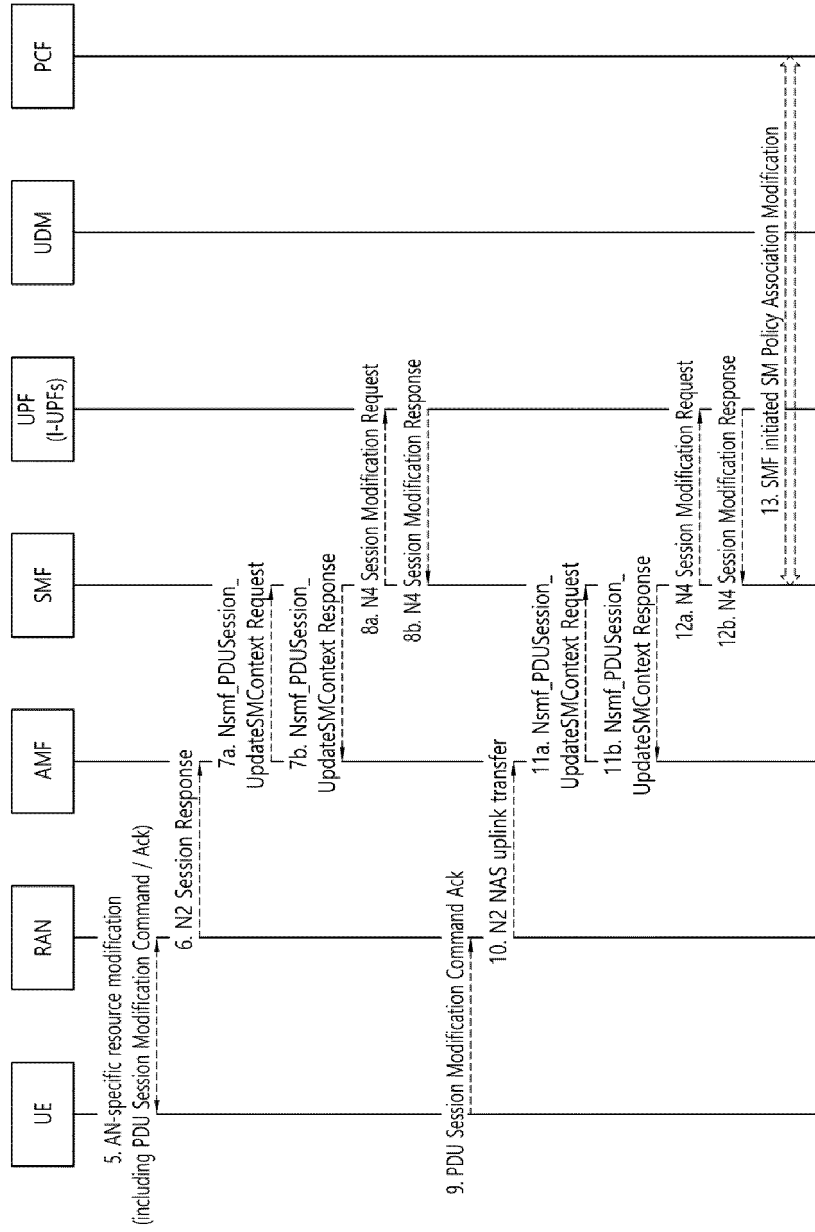 UE
RAN
AMF
SMF
UPF
(I-UPFs)
UDM
PCF
5. AN-specific resource modification
(including PDU Session Modification Command / Ack)
6. N2 Session Response
7a. Nsmf_PDUSession_
UpdateSMContext Request
7b. Nsmf_PDUSession_
UpdateSMContext Response
8a. N4 Session Modification Request
8b. N4 Session Modification Response
9. PDU Session Modification Command Ack
10. N2 NAS uplink transfer
11a. Nsmf_PDUSession_
UpdateSMContext Request
11b. Nsmf_PDUSession_
UpdateSMContext Response
12a. N4 Session Modification Request
12b. N4 Session Modification Response
13. SMF initiated SM Policy Association Modification